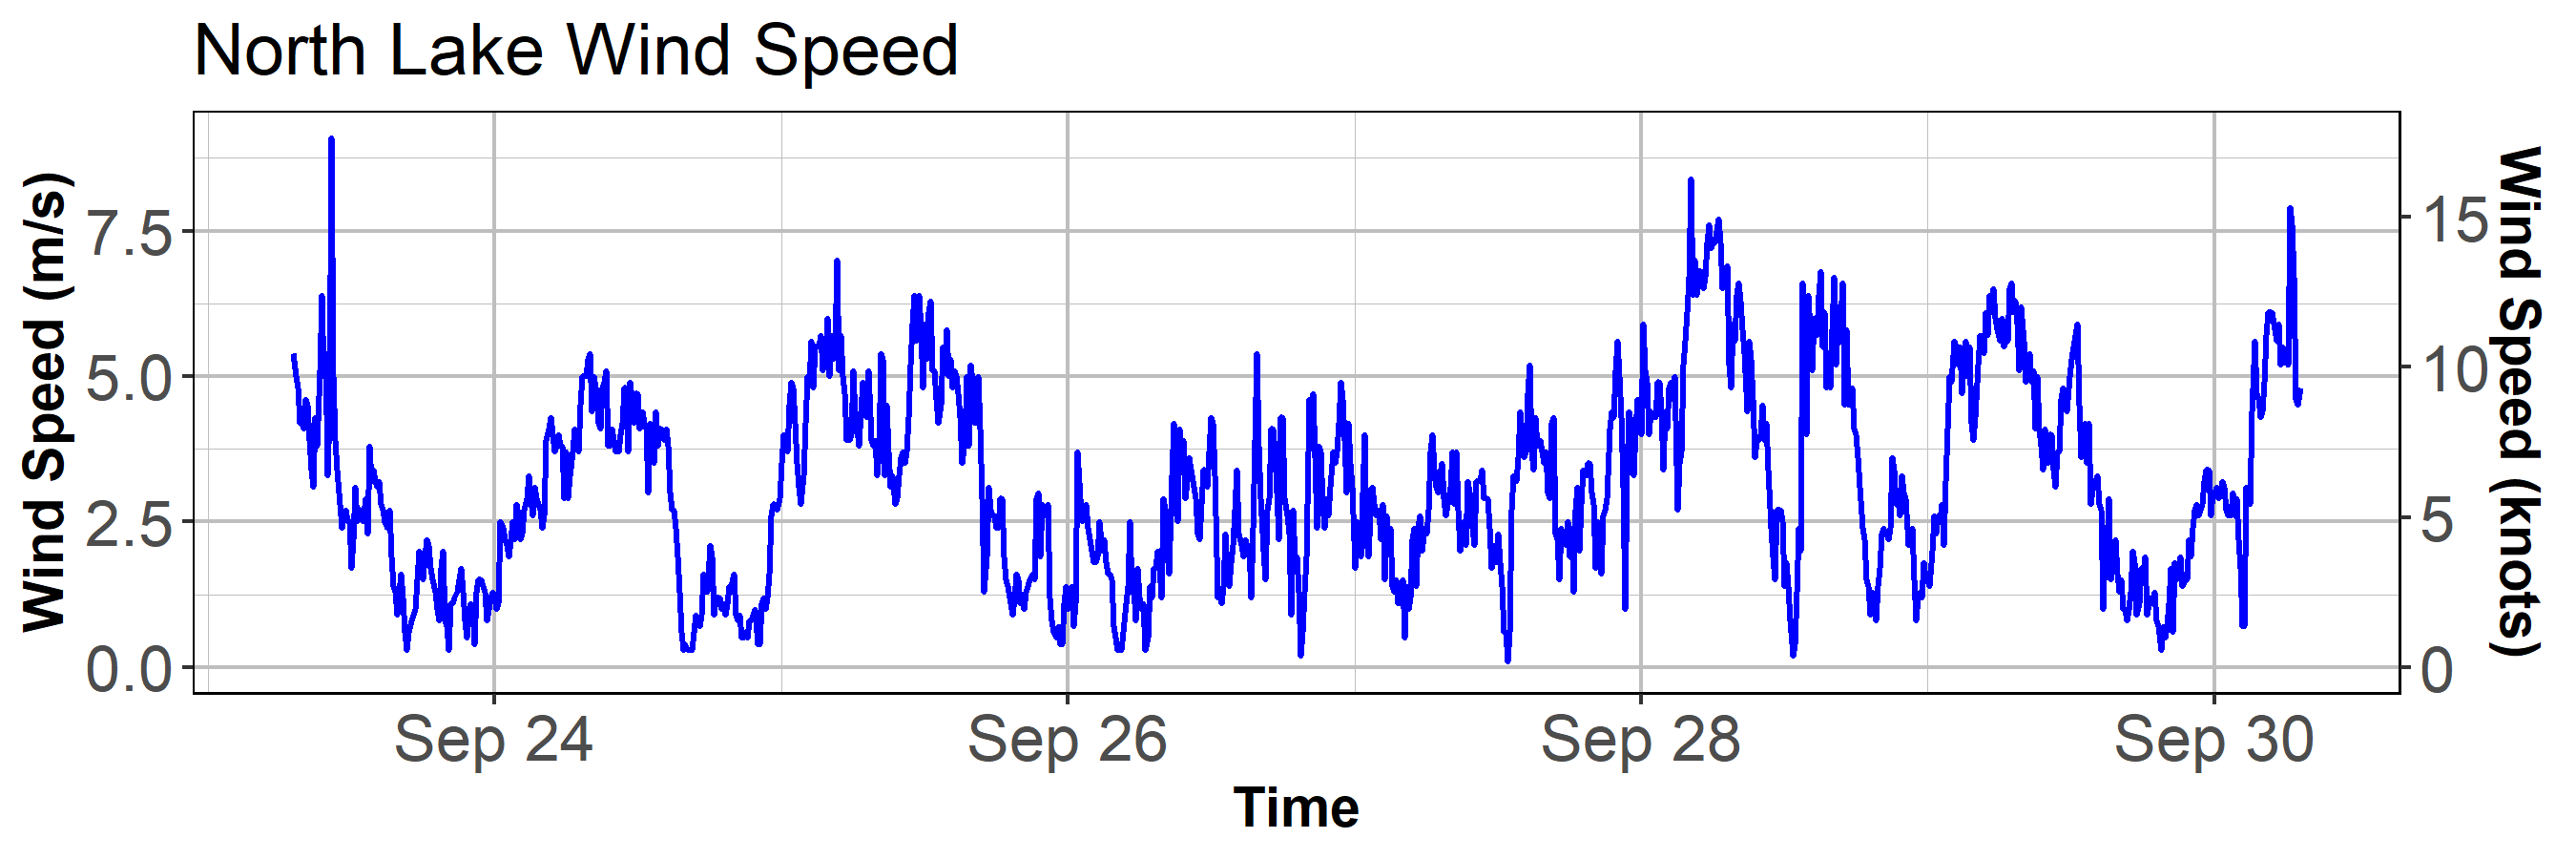 North Lake Wind Speed
Wind Speed (m/s)
7.5
5.0
2.5
0.0
15
10
5
0
Wind Speed (knots)
Sep 24
Sep 26
Sep 28
Sep 30
Time